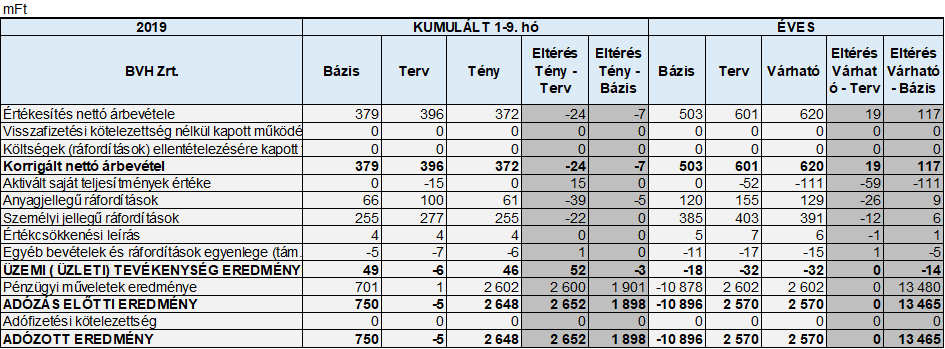 mFt
2019 KUMULÁLT 1-9. hó ÉVES
BVH Zrt. Bázis Terv Tény Eltérés Tény - Terv Eltérés Tény - Bázis Bázis Terv Várható Eltérés Várhat ó - Terv Eltérés Várható - Bázis
Értékesítés nettó árbevétele 379 396 372 -24 -7 503 601 620 19 117
Visszafizetési kötelezettség nélkül kapott működé 0 0 0 0 0 0 0 0 0 0
Költségek (ráfordítások) ellentételezésére kapott 0 0 0 0 0 0 0 0 0 0
Korrigált nettó árbevétel 379 396 372 -24 -7 503 601 620 19 117
Aktivált saját teljesítmények értéke 0 -15 0 15 0 0 -52 -111 -59 -111
Anyagjellegű ráfordítások 66 100 61 -39 -5 120 155 129 -26 9
Személyi jellegű ráfordítások 255 277 255 -22 0 385 403 391 -12 6
Értékcsökkenési leírás 4 4 4 0 0 5 7 6 -1 1
Egyéb bevételek és ráfordítások egyenlege (tám. -5 -7 -6 1 0 -11 -17 -15 1 -5
ÜZEMI ( ÜZLETI) TEVÉKENYSÉG EREDMÉNY 49 -6 46 52 -3 -18 -32 -32 0 -14
Pénzügyi műveletek eredménye 701 1 2 602 2 600 1 901 -10 878 2 602 2 602 0 13 480
ADÓZÁS ELŐTTI EREDMÉNY 750 -5 2 648 2 652 1 898 -10 896 2 570 2 570 0 13 465
Adófizetési kötelezettség 0 0 0 0 0 0 0 0 0 0
ADÓZOTT EREDMÉNY 750 -5 2 648 2 652 1 898 -10 896 2 570 2 570 0 13 465